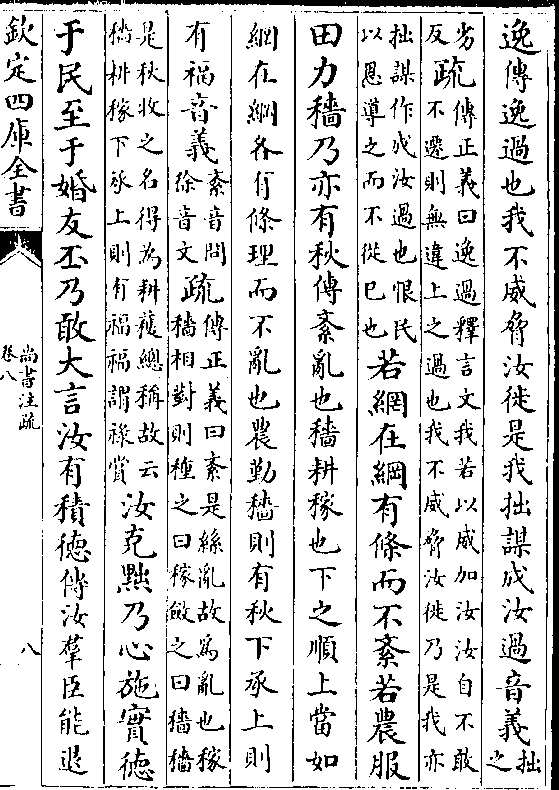 逸傳逸過也我不威脅汝徙是我拙謀成汝過音義拙之
劣反疏傳正義曰逸過釋言文我若以威加汝汝自不敢不遷則無違上之過也我不威脅汝徙乃是我亦
拙謀作成汝過也恨民以恩導之而不從已也若網在綱有條而不紊若農服
田力穡乃亦有秋傳紊亂也穡耕稼也下之順上當如
網在綱各有條理而不亂也農勤穡則有秋下承上則
有福音義紊音問徐音文疏傳正義曰紊是絲亂故為亂也稼穡相對則種之曰稼斂之曰穡穡
是秋收之名得為耕穫總稱故云穡耕稼下承上則有福福謂祿賞汝克黜乃心施實德
于民至于婚友丕乃敢大言汝有積德傳汝羣臣能退
欽定四庫全書
尚書注疏
卷八
八